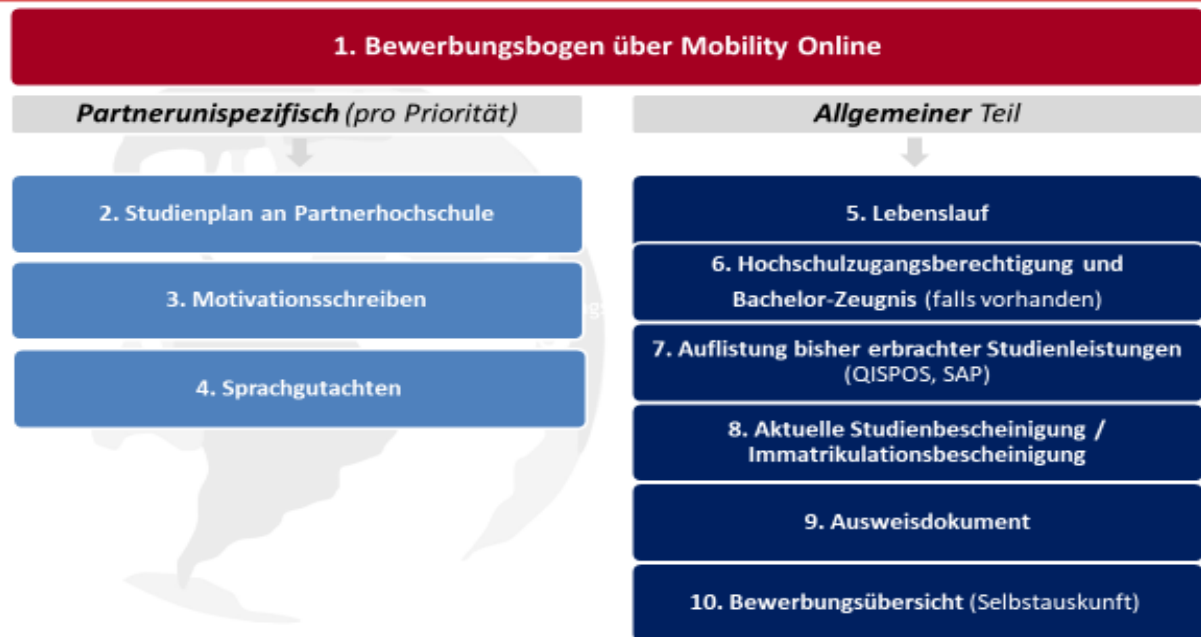 1. Bewerbungsbogen über Mobility Online
Partnerunispezifisch (pro Priorität)
2. Studienplan an Partnerhochschule
3. Motivationsschreiben
4. Sprachgutachten
Allgemeiner Teil
5. Lebenslauf
6. Hochschulzugangsberechtigung und
Bachelor-Zeugnis (falls vorhanden)
7. Auflistung bisher erbrachter Studienleistungen
(QISPOS, SAP)
8. Aktuelle Studienbescheinigung /
Immatrikulationsbescheinigung
9. Ausweisdokument
10. Bewerbungsübersicht (Selbstauskunft)